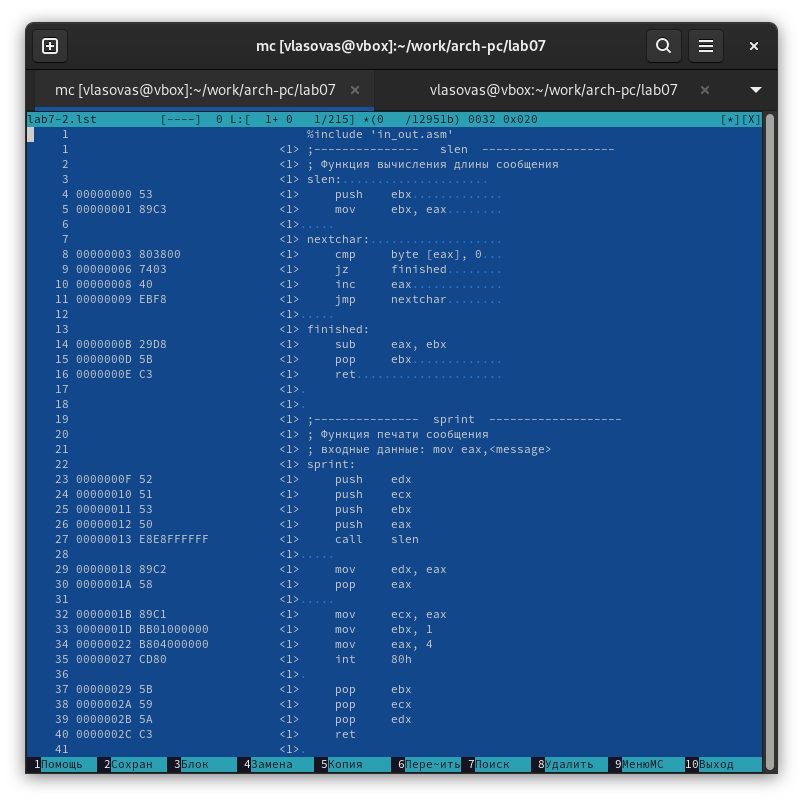 mc [vlasovas@vbox]:~/work/arch-pc/lab07
mc [vlasovas@vbox]:~/work/arch-pc/lab07 × vlasovas@vbox:~/work/arch-pc/lab07 ×
lab7-2.lst [----] 0 L:[ 1+ 0 1/215] *(0 /12951b) 0032 0x020 [*][X]
1 %include 'in_out.asm'
1 <1> ;--------------- slen -------------------
2 <1> ; Функция вычисления длины сообщения
3 <1> slen:.....................
4 00000000 53 <1> push ebx.............
5 00000001 89C3 <1> mov ebx, eax........
6 <1>.....
7 <1> nextchar:...................
8 00000003 803800 <1> cmp byte [eax], 0...
9 00000006 7403 <1> jz finished........
10 00000008 40 <1> inc eax.............
11 00000009 EBF8 <1> jmp nextchar........
12 <1>.....
13 <1> finished:
14 0000000B 29D8 <1> sub eax, ebx
15 0000000D 5B <1> pop ebx.............
16 0000000E C3 <1> ret.....................
17 <1>.
18 <1>.
19 <1> ;--------------- sprint -------------------
20 <1> ; Функция печати сообщения
21 <1> ; входные данные: mov eax,<message>
22 <1> sprint:
23 0000000F 52 <1> push edx
24 00000010 51 <1> push ecx
25 00000011 53 <1> push ebx
26 00000012 50 <1> push eax
27 00000013 E8E8FFFFFF <1> call slen
28 <1>.....
29 00000018 89C2 <1> mov edx, eax
30 0000001A 58 <1> pop eax
31 <1>.....
32 0000001B 89C1 <1> mov ecx, eax
33 0000001D BB01000000 <1> mov ebx, 1
34 00000022 B804000000 <1> mov eax, 4
35 00000027 CD80 <1> int 80h
36 <1>.
37 00000029 5B <1> pop ebx
38 0000002A 59 <1> pop ecx
39 0000002B 5A <1> pop edx
40 0000002C C3 <1> ret
41 <1>.
1Помощь 2Сохран 3Блок 4Замена 5Копия 6Пере~ить 7Поиск 8Удалить 9МенюMC 10Выход